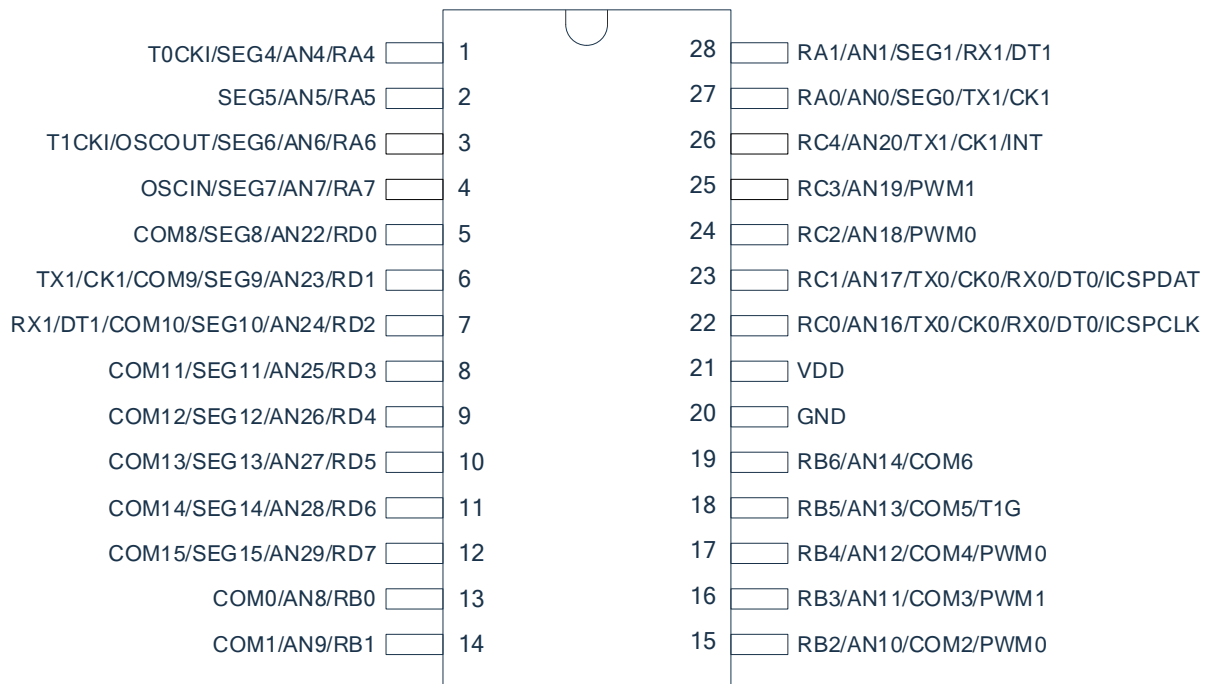 T0CKI/SEG4/AN4/RA4 1 28 RA1/AN1/SEG1/RX1/DT1
SEG5/AN5/RA5 2 27 RA0/AN0/SEG0/TX1/CK1
T1CKI/OSCOUT/SEG6/AN6/RA6 3 26 RC4/AN20/TX1/CK1/INT
OSCIN/SEG7/AN7/RA7 4 25 RC3/AN19/PWM1
COM8/SEG8/AN22/RD0 5 24 RC2/AN18/PWM0
TX1/CK1/COM9/SEG9/AN23/RD1 6 23 RC1/AN17/TX0/CK0/RX0/DT0/ICSPDAT
RX1/DT1/COM10/SEG10/AN24/RD2 7 22 RC0/AN16/TX0/CK0/RX0/DT0/ICSPCLK
COM11/SEG11/AN25/RD3 8 21 VDD
COM12/SEG12/AN26/RD4 9 20 GND
COM13/SEG13/AN27/RD5 10 19 RB6/AN14/COM6
COM14/SEG14/AN28/RD6 11 18 RB5/AN13/COM5/T1G
COM15/SEG15/AN29/RD7 12 17 RB4/AN12/COM4/PWM0
COM0/AN8/RB0 13 16 RB3/AN11/COM3/PWM1
COM1/AN9/RB1 14 15 RB2/AN10/COM2/PWM0